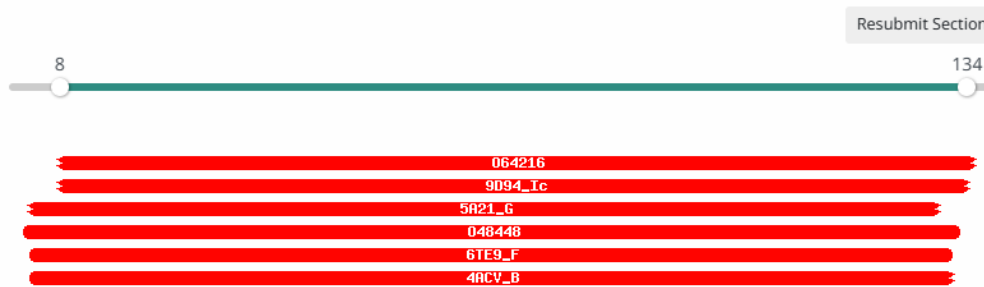 Resubmit Section
8 134
O64216
9D94_Ic
5A21_G
O48448
6TE9_F
4ACV_B